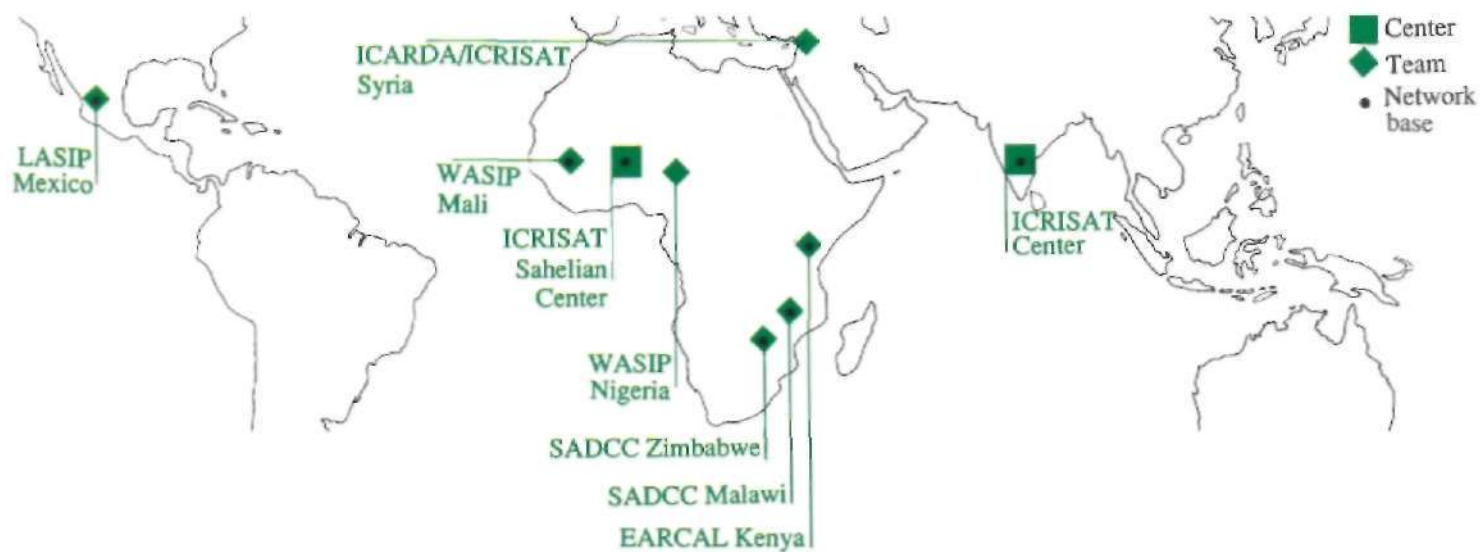 ICARDA/ICRISAT
Syria
Center
Team
Network
base
LASIP
Mexico
WASIP
Mali
ICRISAT
Sahelian
Center
WASIP
Nigeria
ICRISAT
Center
SADCC Zimbabwe
SADCC Malawi
EARCAL Kenya